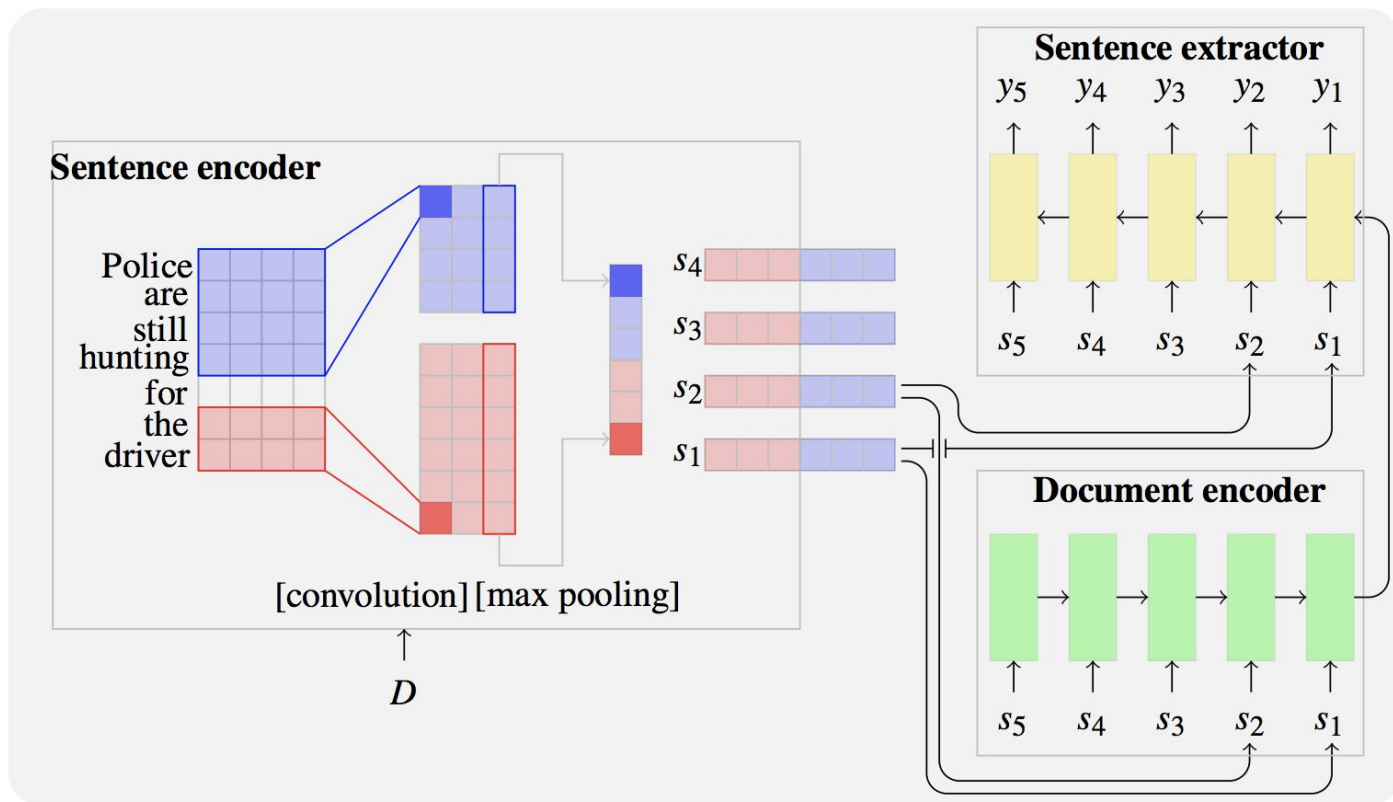 Sentence encoder
Police
are
still
hunting
for
the
driver
[convolution] [max pooling]
D
s4
s3
s2
s1
Sentence extractor
y5 y4 y3 y2 y1
s5 s4 s3 s2 s1
Document encoder
s5 s4 s3 s2 s1